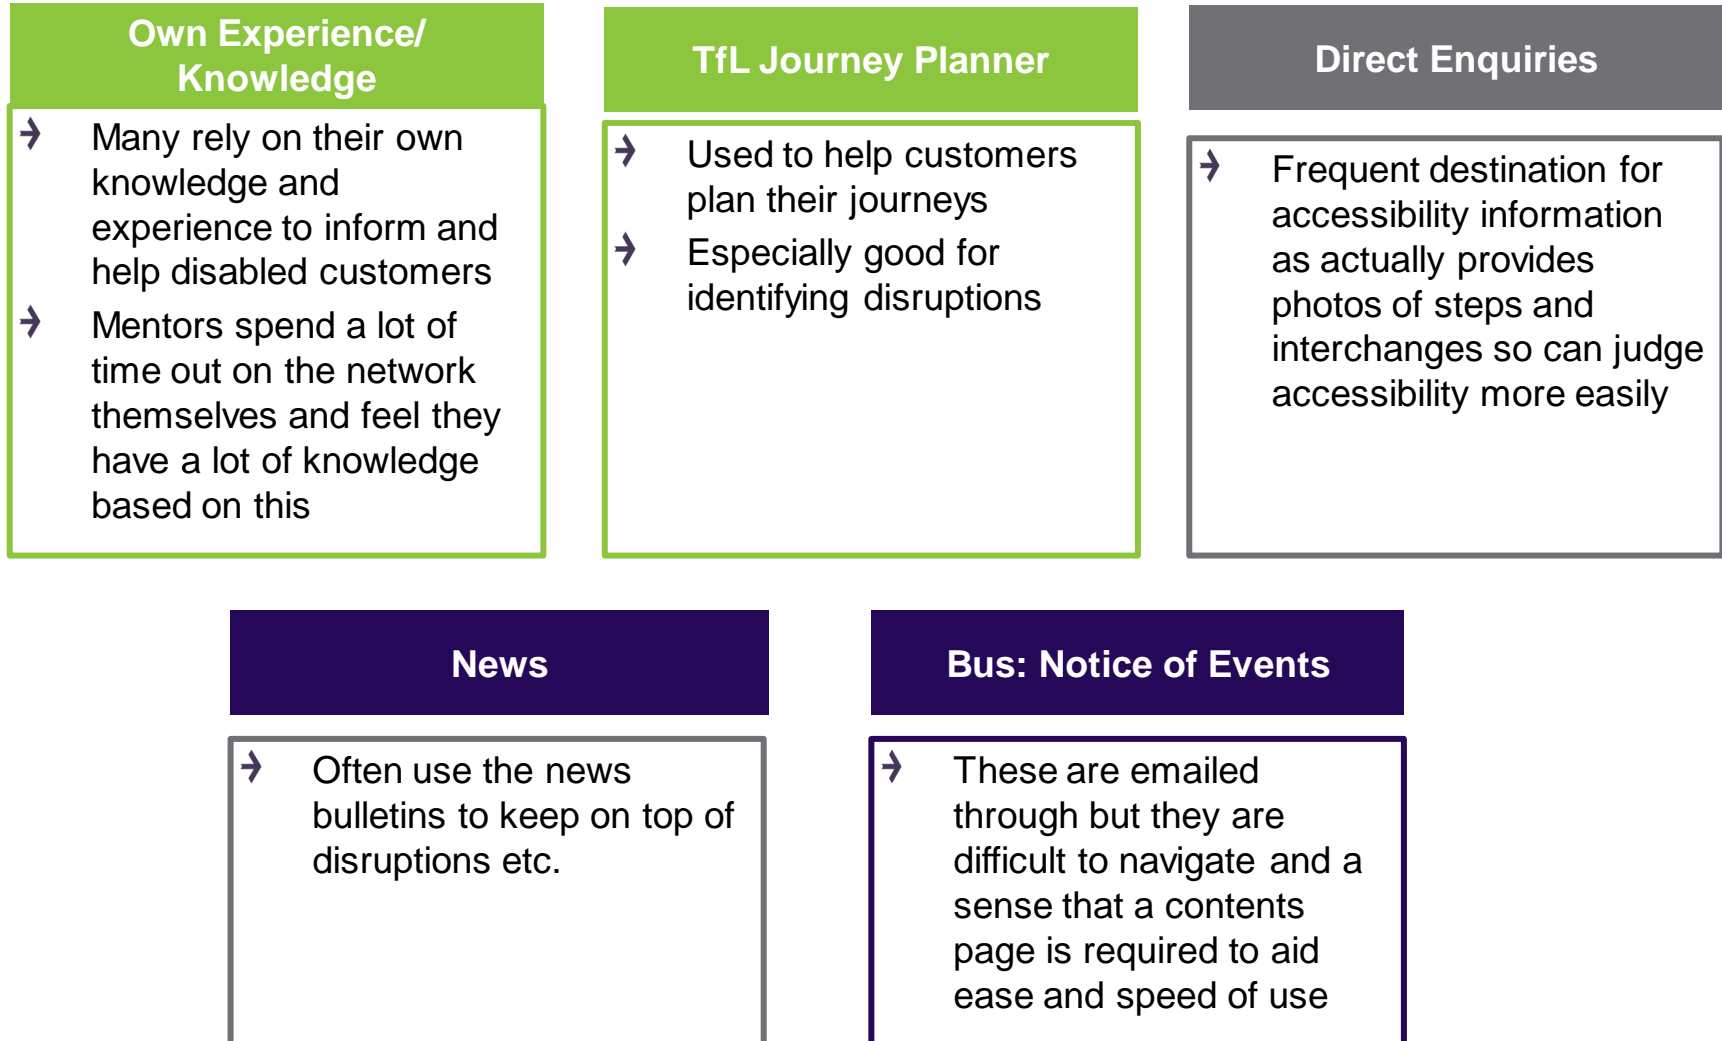 Own Experience/
Knowledge
Many rely on their own
knowledge and
experience to inform and
help disabled customers
Mentors spend a lot of
time out on the network
themselves and feel they
have a lot of knowledge
based on this
TfL Journey Planner
Used to help customers
plan their journeys
Especially good for
identifying disruptions
Direct Enquiries
Frequent destination for
accessibility information
as actually provides
photos of steps and
interchanges so can judge
accessibility more easily
News
Often use the news
bulletins to keep on top of
disruptions etc.
Bus: Notice of Events
These are emailed
through but they are
difficult to navigate and a
sense that a contents
page is required to aid
ease and speed of use